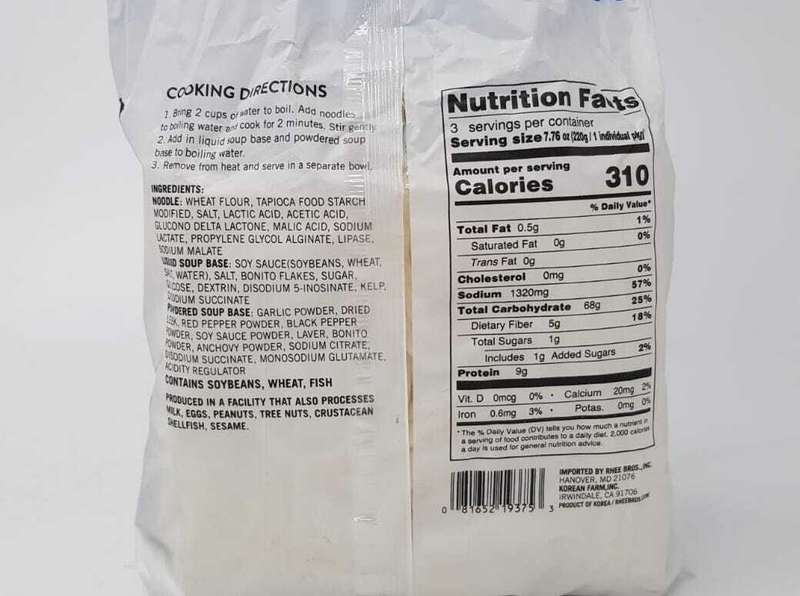 COOKING DIRECTIONS
1. Bring 2 cups of water to boil. Add noodles
to boiling water and cook for 2 minutes. Stir gently
2. Add in liquid soup base and powdered soup
base to boiling water.
3. Remove from heat and serve in a separate bowl.
INGREDIENTS:
NOODLE: WHEAT FLOUR, TAPIOCA FOOD STARCH
MODIFIED, SALT, LACTIC ACID, ACETIC ACID,
GLUCONO DELTA LACTONE, MALIC ACID, SODIUM
LACTATE, PROPYLENE GLYCOL ALGINATE, LIPASE,
SODIUM MALATE
LIQUID SOUP BASE: SOY SAUCE(SOYBEANS, WHEAT,
SALT, WATER), SALT, BONITO FLAKES, SUGAR,
GLUCOSE, DEXTRIN, DISODIUM 5-INOSINATE, KELP,
SODIUM SUCCINATE
POWDERED SOUP BASE: GARLIC POWDER, DRIED
LEEK, RED PEPPER POWDER, BLACK PEPPER
POWDER, SOY SAUCE POWDER, LAVER, BONITO
POWDER, ANCHOVY POWDER, SODIUM CITRATE,
DISODIUM SUCCINATE, MONOSODIUM GLUTAMATE,
ACIDITY REGULATOR
CONTAINS SOYBEANS, WHEAT, FISH
PRODUCED IN A FACILITY THAT ALSO PROCESSES
MILK, EGGS, PEANUTS, TREE NUTS, CRUSTACEAN
SHELLFISH, SESAME.
Nutrition Facts
3 servings per container
Serving size 7.76 oz (220g / 1 individual pkg)
Amount per serving
Calories 310
% Daily Value*
Total Fat 0.5g 1%
Saturated Fat 0g 0%
Trans Fat 0g
Cholesterol 0mg 0%
Sodium 1320mg 57%
Total Carbohydrate 68g 25%
Dietary Fiber 5g 18%
Total Sugars 1g
Includes 1g Added Sugars 2%
Protein 9g
Vit. D 0mcg 0% • Calcium 20mg 2%
Iron 0.6mg 3% • Potas. 0mg 0%
*The % Daily Value (DV) tells you how much a nutrient in
a serving of food contributes to a daily diet. 2,000 calories
a day is used for general nutrition advice.
IMPORTED BY RHEE BROS., INC.
HANOVER, MD 21076
KOREAN FARM, INC.
IRWINDALE, CA 91706
PRODUCT OF KOREA / RHEEBROS.COM
0 81652 19375 3